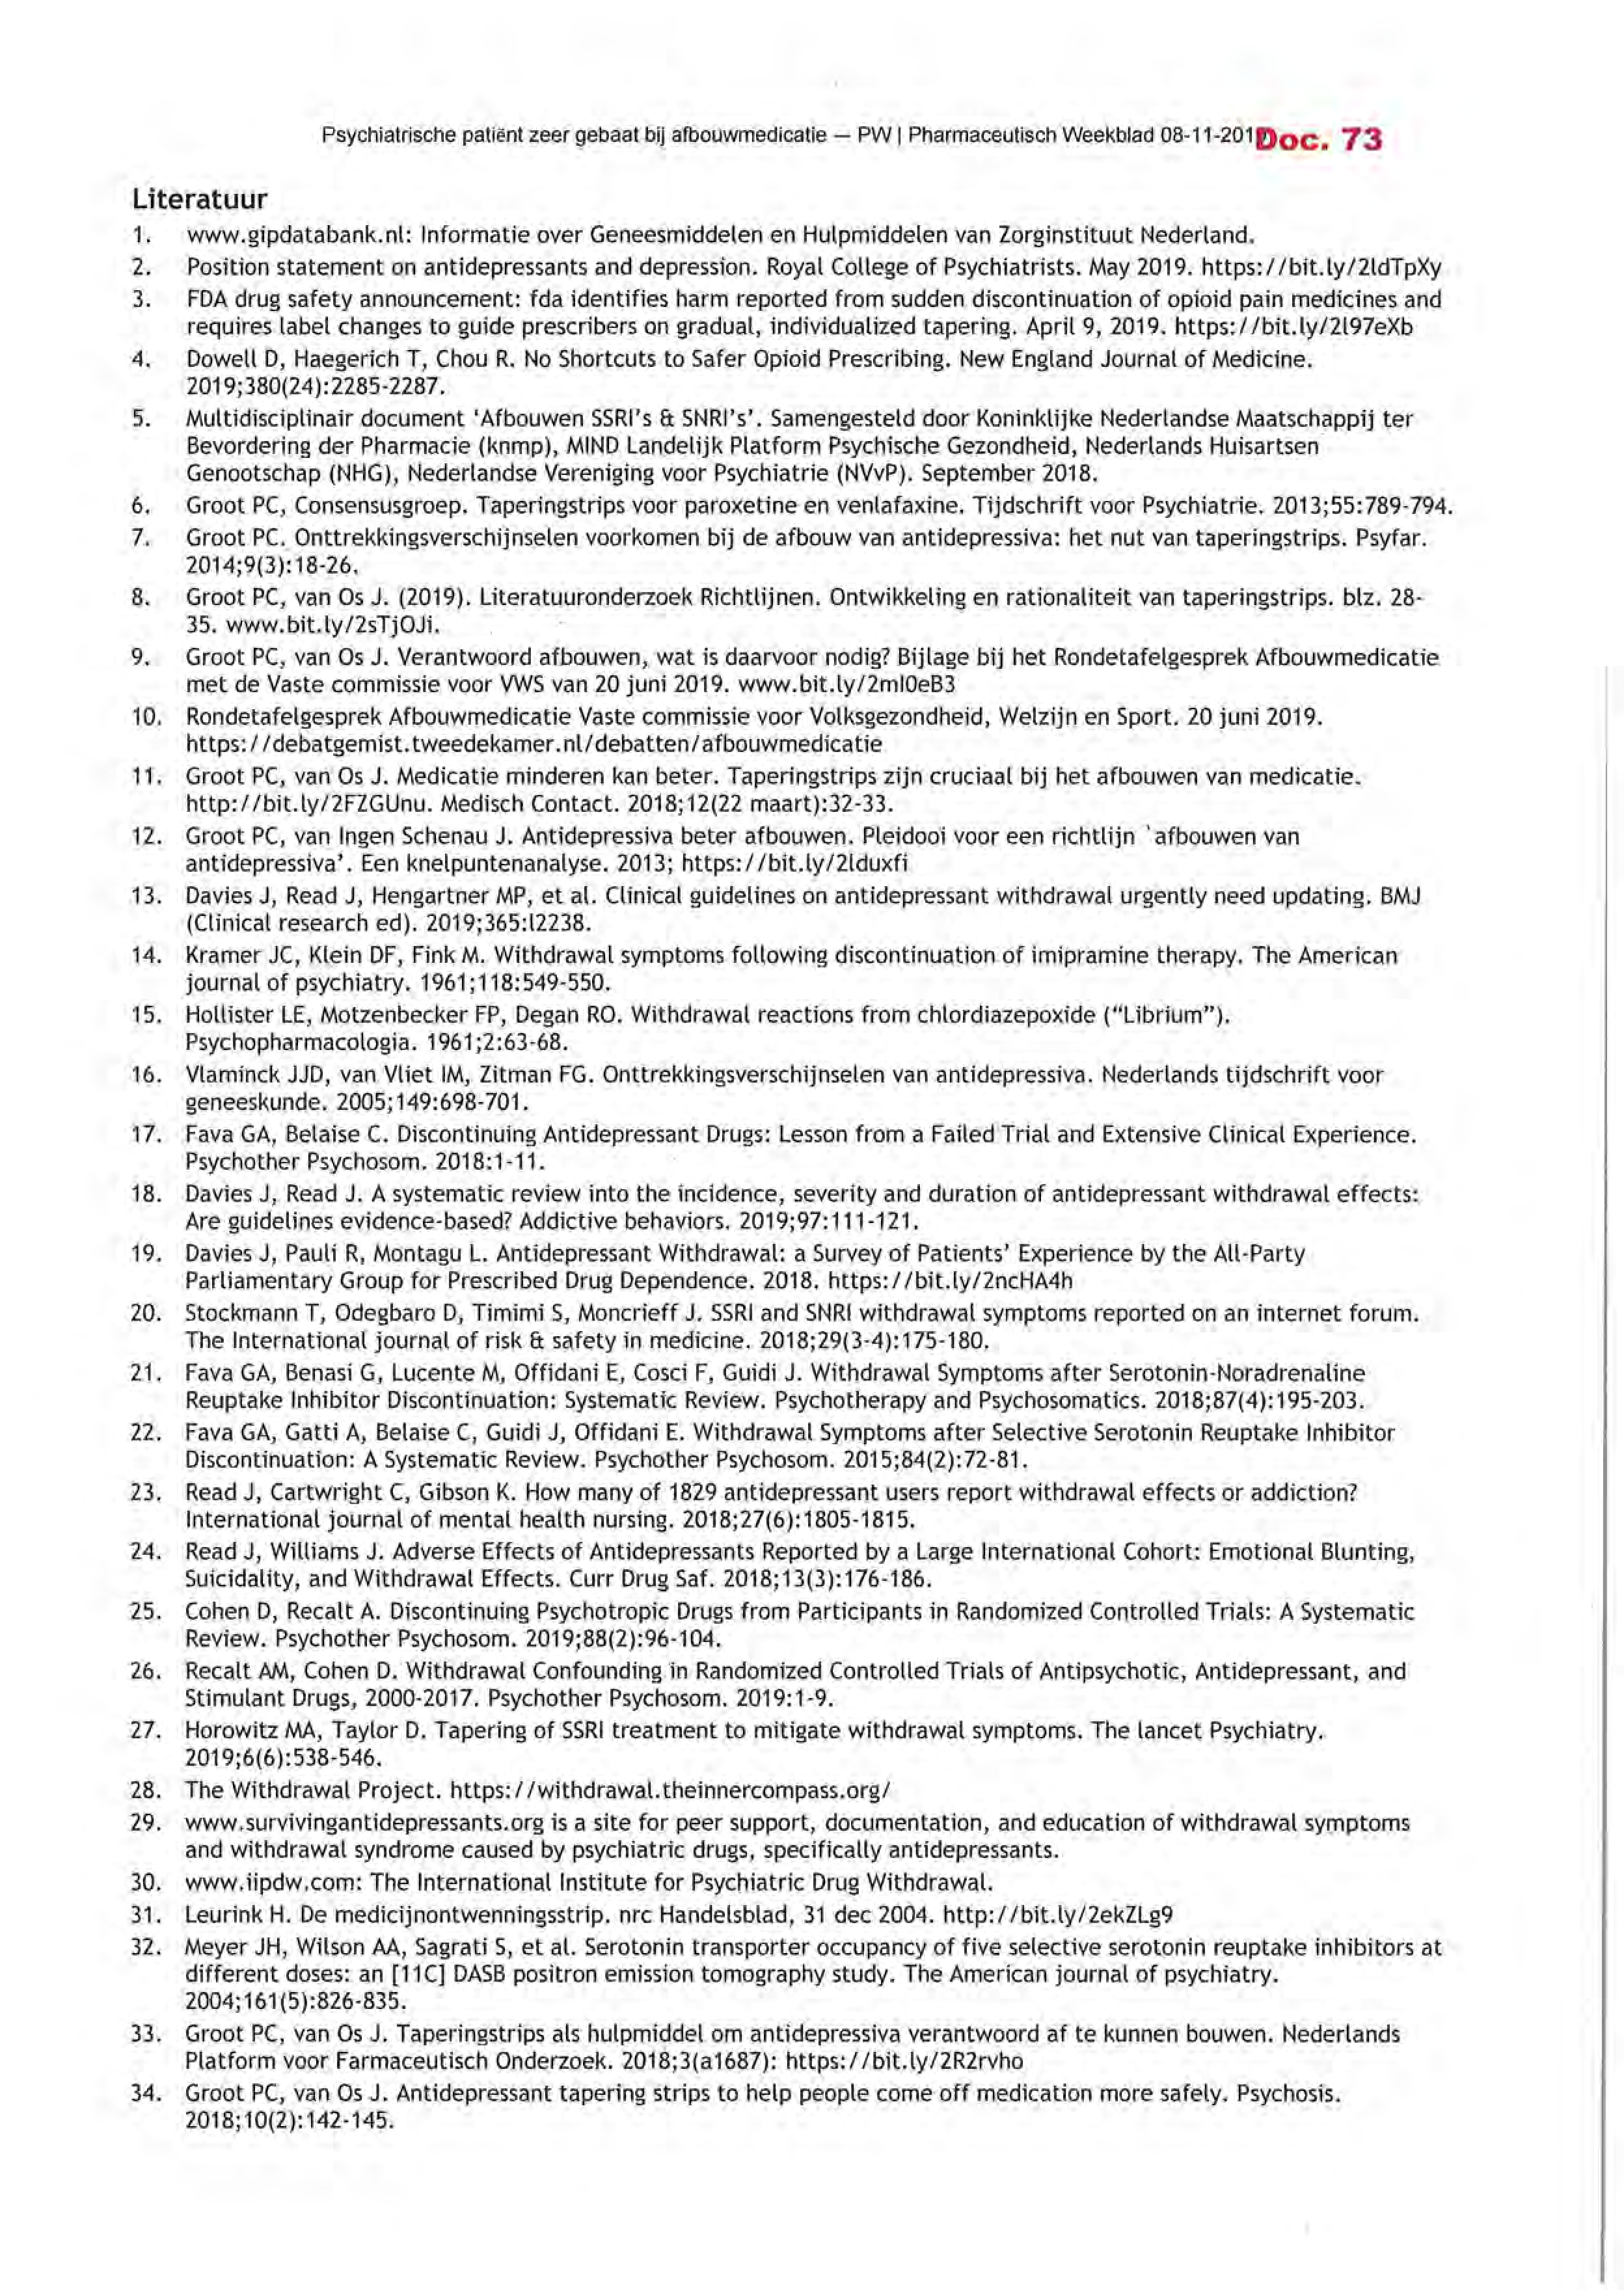 Psychiatrische patiënt zeer gebaat bij afbouwmedicatie — PW | Pharmaceutisch Weekblad 08-11-201
Doc. 73
Literatuur
1. www.gipdatabank.nl: Informatie over Geneesmiddelen en Hulpmiddelen van Zorginstituut Nederland.
2. Position statement on antidepressants and depression. Royal College of Psychiatrists. May 2019. https://bit.ly/2ldTpXy
3. FDA drug safety announcement: fda identifies harm reported from sudden discontinuation of opioid pain medicines and
requires label changes to guide prescribers on gradual, individualized tapering. April 9, 2019. https://bit.ly/2l97eXb
4. Dowell D, Haegerich T, Chou R. No Shortcuts to Safer Opioid Prescribing. New England Journal of Medicine.
2019;380(24):2285-2287.
5. Multidisciplinair document ‘Afbouwen SSRI’s & SNRI’s’. Samengesteld door Koninklijke Nederlandse Maatschappij ter
Bevordering der Pharmacie (knmp), MIND Landelijk Platform Psychische Gezondheid, Nederlands Huisartsen
Genootschap (NHG), Nederlandse Vereniging voor Psychiatrie (NVvP). September 2018.
6. Groot PC, Consensusgroep. Taperingstrips voor paroxetine en venlafaxine. Tijdschrift voor Psychiatrie. 2013;55:789-794.
7. Groot PC. Onttrekkingsverschijnselen voorkomen bij de afbouw van antidepressiva: het nut van taperingstrips. Psyfar.
2014;9(3):18-26.
8. Groot PC, van Os J. (2019). Literatuuronderzoek Richtlijnen. Ontwikkeling en rationaliteit van taperingstrips. blz. 28-
35. www.bit.ly/2sTjOJi.
9. Groot PC, van Os J. Verantwoord afbouwen, wat is daarvoor nodig? Bijlage bij het Rondetafelgesprek Afbouwmedicatie
met de Vaste commissie voor VWS van 20 juni 2019. www.bit.ly/2mI0eB3
10. Rondetafelgesprek Afbouwmedicatie Vaste commissie voor Volksgezondheid, Welzijn en Sport. 20 juni 2019.
https://debatgemist.tweedekamer.nl/debatten/afbouwmedicatie
11. Groot PC, van Os J. Medicatie minderen kan beter. Taperingstrips zijn cruciaal bij het afbouwen van medicatie.
http://bit.ly/2FZGUnu. Medisch Contact. 2018;12(22 maart):32-33.
12. Groot PC, van Ingen Schenau J. Antidepressiva beter afbouwen. Pleidooi voor een richtlijn ‘afbouwen van
antidepressiva’. Een knelpuntenanalyse. 2013; https://bit.ly/2lduxfi
13. Davies J, Read J, Hengartner MP, et al. Clinical guidelines on antidepressant withdrawal urgently need updating. BMJ
(Clinical research ed). 2019;365:l2238.
14. Kramer JC, Klein DF, Fink M. Withdrawal symptoms following discontinuation of imipramine therapy. The American
journal of psychiatry. 1961;118:549-550.
15. Hollister LE, Motzenbecker FP, Degan RO. Withdrawal reactions from chlordiazepoxide (“Librium”).
Psychopharmacologia. 1961;2:63-68.
16. Vlaminck JJD, van Vliet IM, Zitman FG. Onttrekkingsverschijnselen van antidepressiva. Nederlands tijdschrift voor
geneeskunde. 2005;149:698-701.
17. Fava GA, Belaise C. Discontinuing Antidepressant Drugs: Lesson from a Failed Trial and Extensive Clinical Experience.
Psychother Psychosom. 2018:1-11.
18. Davies J, Read J. A systematic review into the incidence, severity and duration of antidepressant withdrawal effects:
Are guidelines evidence-based? Addictive behaviors. 2019;97:111-121.
19. Davies J, Pauli R, Montagu L. Antidepressant Withdrawal: a Survey of Patients’ Experience by the All-Party
Parliamentary Group for Prescribed Drug Dependence. 2018. https://bit.ly/2ncHA4h
20. Stockmann T, Odegbaro D, Timimi S, Moncrieff J. SSRI and SNRI withdrawal symptoms reported on an internet forum.
The International journal of risk & safety in medicine. 2018;29(3-4):175-180.
21. Fava GA, Benasi G, Lucente M, Offidani E, Cosci F, Guidi J. Withdrawal Symptoms after Serotonin-Noradrenaline
Reuptake Inhibitor Discontinuation: Systematic Review. Psychotherapy and Psychosomatics. 2018;87(4):195-203.
22. Fava GA, Gatti A, Belaise C, Guidi J, Offidani E. Withdrawal Symptoms after Selective Serotonin Reuptake Inhibitor
Discontinuation: A Systematic Review. Psychother Psychosom. 2015;84(2):72-81.
23. Read J, Cartwright C, Gibson K. How many of 1829 antidepressant users report withdrawal effects or addiction?
International journal of mental health nursing. 2018;27(6):1805-1815.
24. Read J, Williams J. Adverse Effects of Antidepressants Reported by a Large International Cohort: Emotional Blunting,
Suicidality, and Withdrawal Effects. Curr Drug Saf. 2018;13(3):176-186.
25. Cohen D, Recalt A. Discontinuing Psychotropic Drugs from Participants in Randomized Controlled Trials: A Systematic
Review. Psychother Psychosom. 2019;88(2):96-104.
26. Recalt AM, Cohen D. Withdrawal Confounding in Randomized Controlled Trials of Antipsychotic, Antidepressant, and
Stimulant Drugs, 2000-2017. Psychother Psychosom. 2019:1-9.
27. Horowitz MA, Taylor D. Tapering of SSRI treatment to mitigate withdrawal symptoms. The lancet Psychiatry.
2019;6(6):538-546.
28. The Withdrawal Project. https://withdrawal.theinnercompass.org/
29. www.survivingantidepressants.org is a site for peer support, documentation, and education of withdrawal symptoms
and withdrawal syndrome caused by psychiatric drugs, specifically antidepressants.
30. www.iipdw.com: The International Institute for Psychiatric Drug Withdrawal.
31. Leurink H. De medicijnontwenningsstrip. nrc Handelsblad, 31 dec 2004. http://bit.ly/2ekZLg9
32. Meyer JH, Wilson AA, Sagrati S, et al. Serotonin transporter occupancy of five selective serotonin reuptake inhibitors at
different doses: an [11C] DASB positron emission tomography study. The American journal of psychiatry.
2004;161(5):826-835.
33. Groot PC, van Os J. Taperingstrips als hulpmiddel om antidepressiva verantwoord af te kunnen bouwen. Nederlands
Platform voor Farmaceutisch Onderzoek. 2018;3(a1687): https://bit.ly/2R2rvho
34. Groot PC, van Os J. Antidepressant tapering strips to help people come off medication more safely. Psychosis.
2018;10(2):142-145.